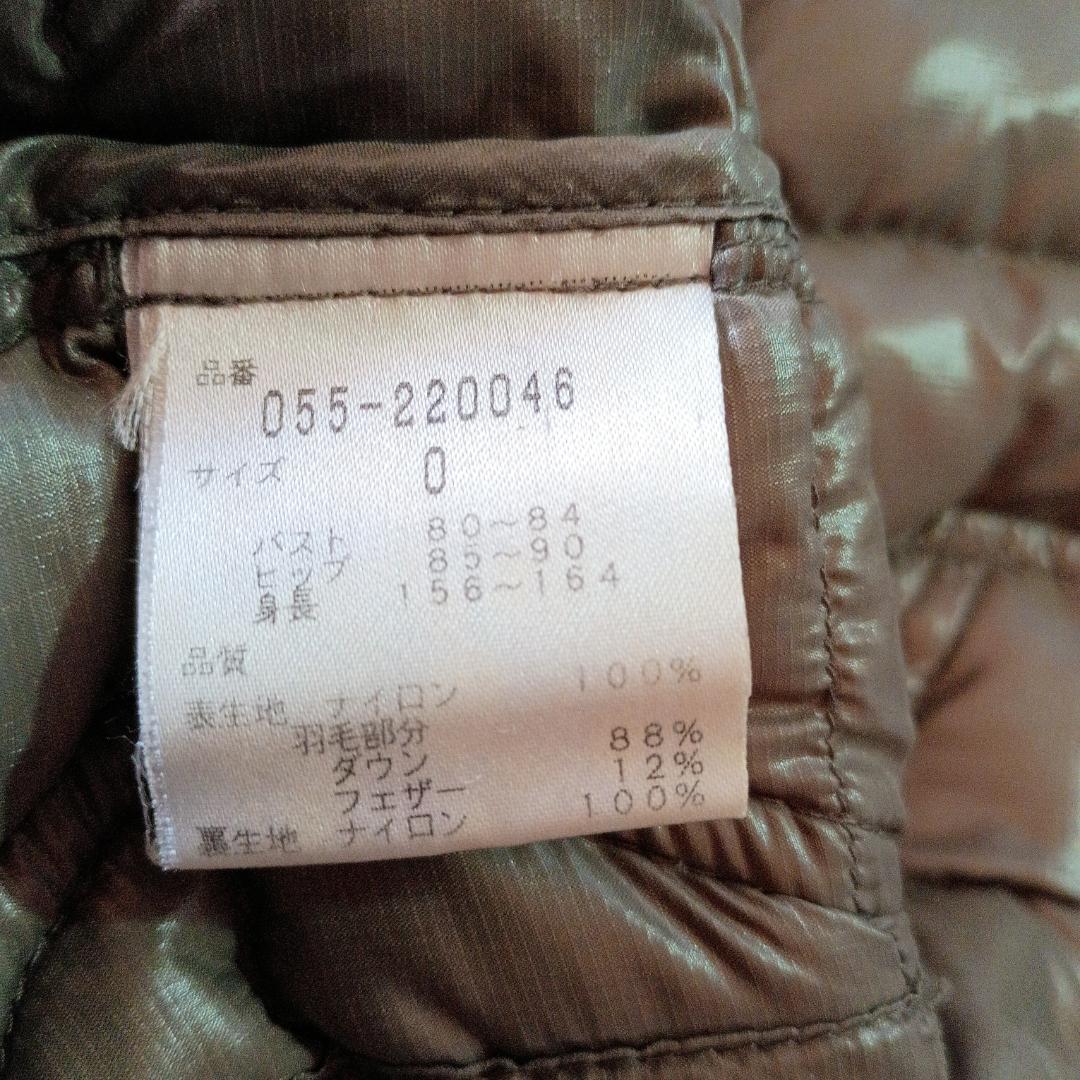 品番
055-220046
サイズ 0
バスト 80~84
ヒップ 85~90
身長 156~164
品質
表生地 ナイロン 100%
羽毛部分
ダウン 88%
フェザー 12%
裏生地 ナイロン 100%